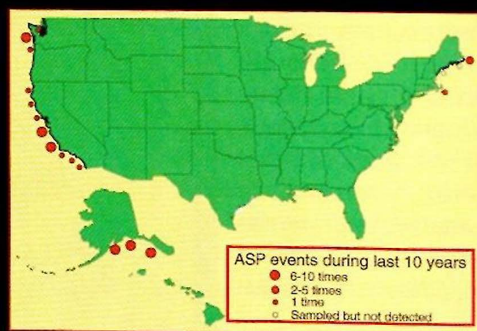 ASP events during last 10 years
6-10 times
2-5 times
1 time
Sampled but not detected